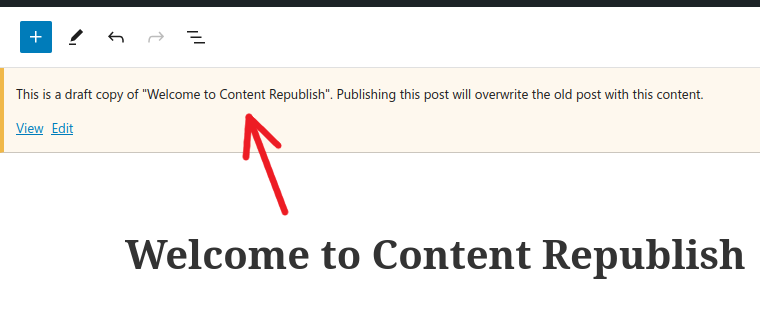 This is a draft copy of "Welcome to Content Republish". Publishing this post will overwrite the old post with this content.
View Edit
Welcome to Content Republish